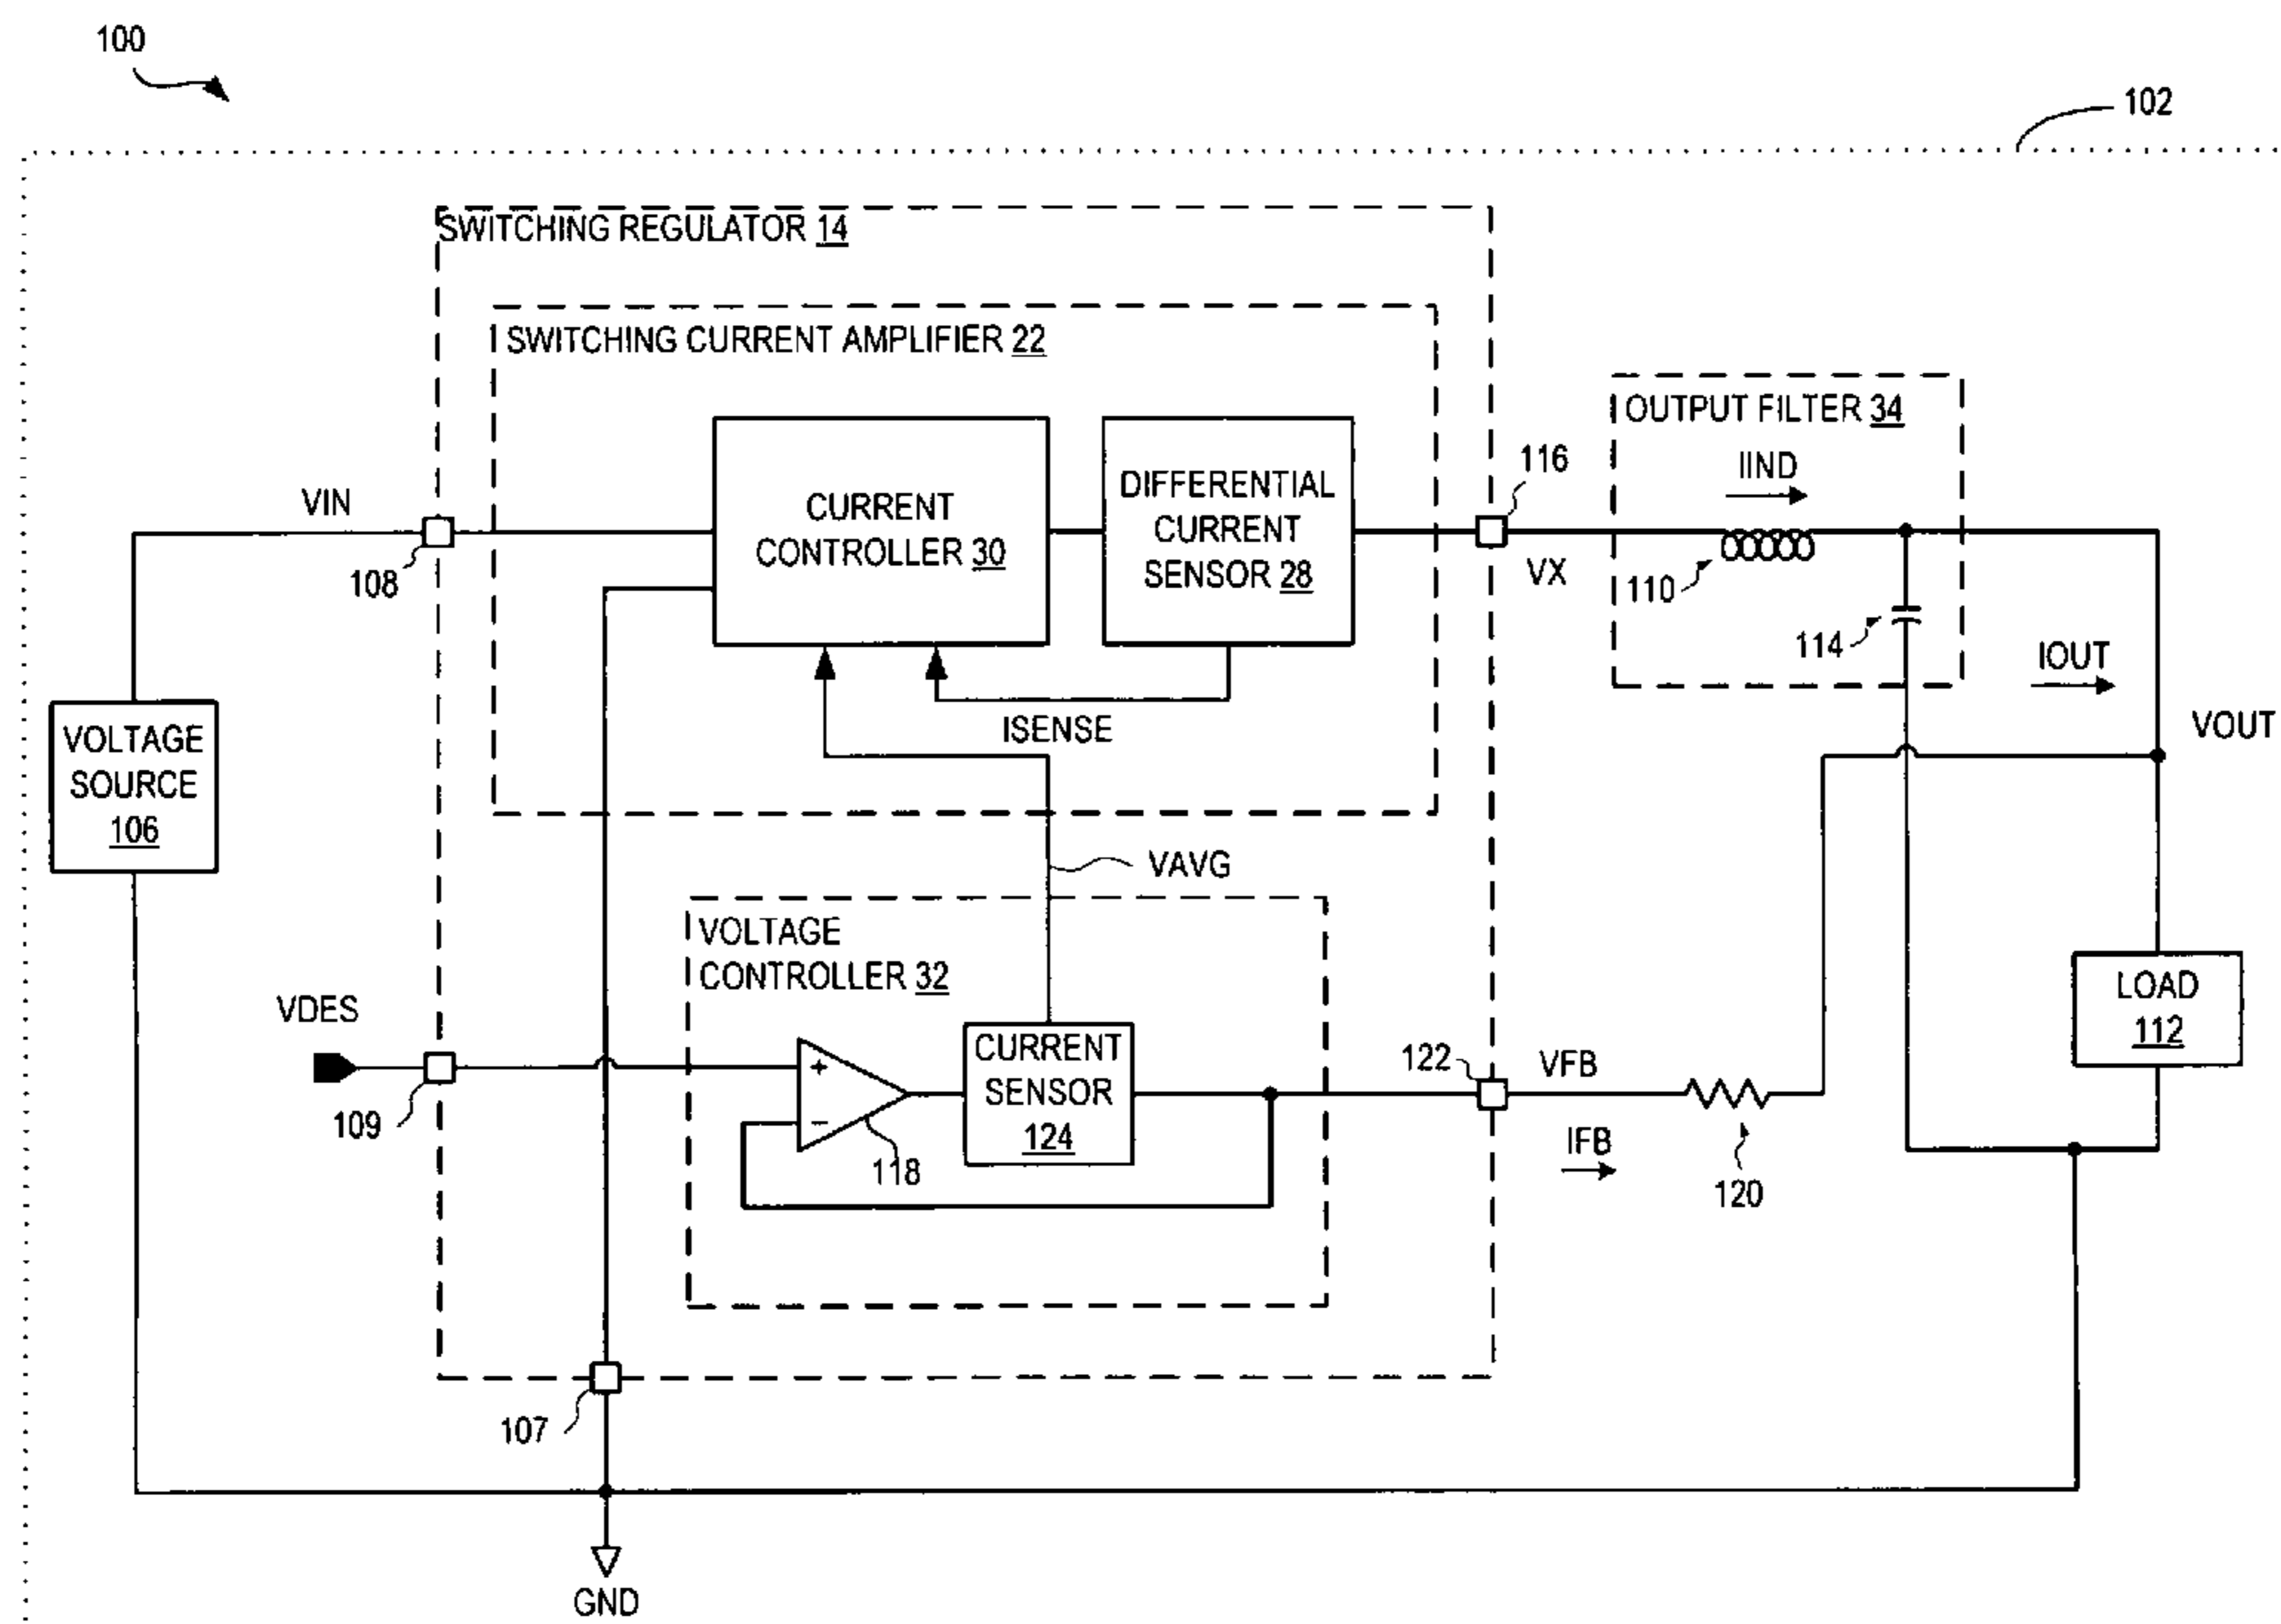 100
102
SWITCHING REGULATOR 14
SWITCHING CURRENT AMPLIFIER 22
OUTPUT FILTER 34
IIND
116
VIN
CURRENT
CONTROLLER 30
DIFFERENTIAL
CURRENT
SENSOR 28
108
VX
110
114
IOUT
ISENSE
VOUT
VOLTAGE
SOURCE
106
VAVG
VOLTAGE
CONTROLLER 32
VDES
LOAD
112
CURRENT
SENSOR
124
+
−
122
VFB
109
118
IFB
120
107
GND